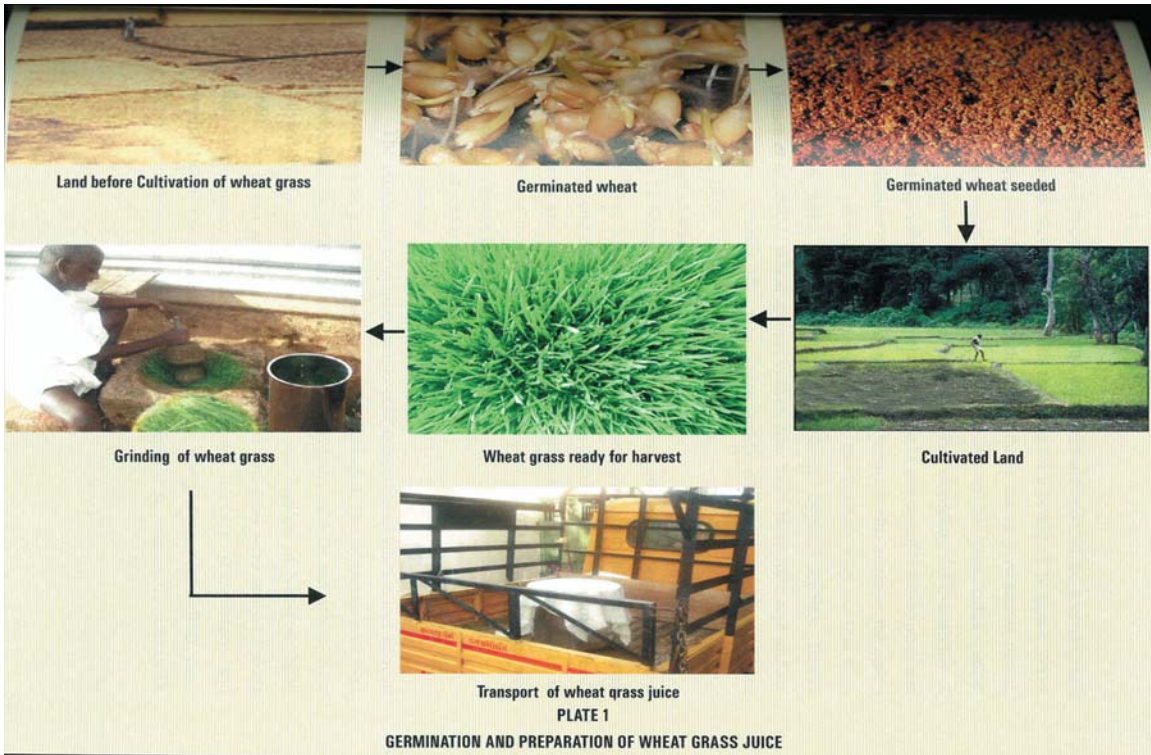 Land before Cultivation of wheat grass
Germinated wheat
Germinated wheat seeded
Grinding of wheat grass
Wheat grass ready for harvest
Cultivated Land
Transport of wheat qrass juice
PLATE 1
GERMINATION AND PREPARATION OF WHEAT GRASS JUICE